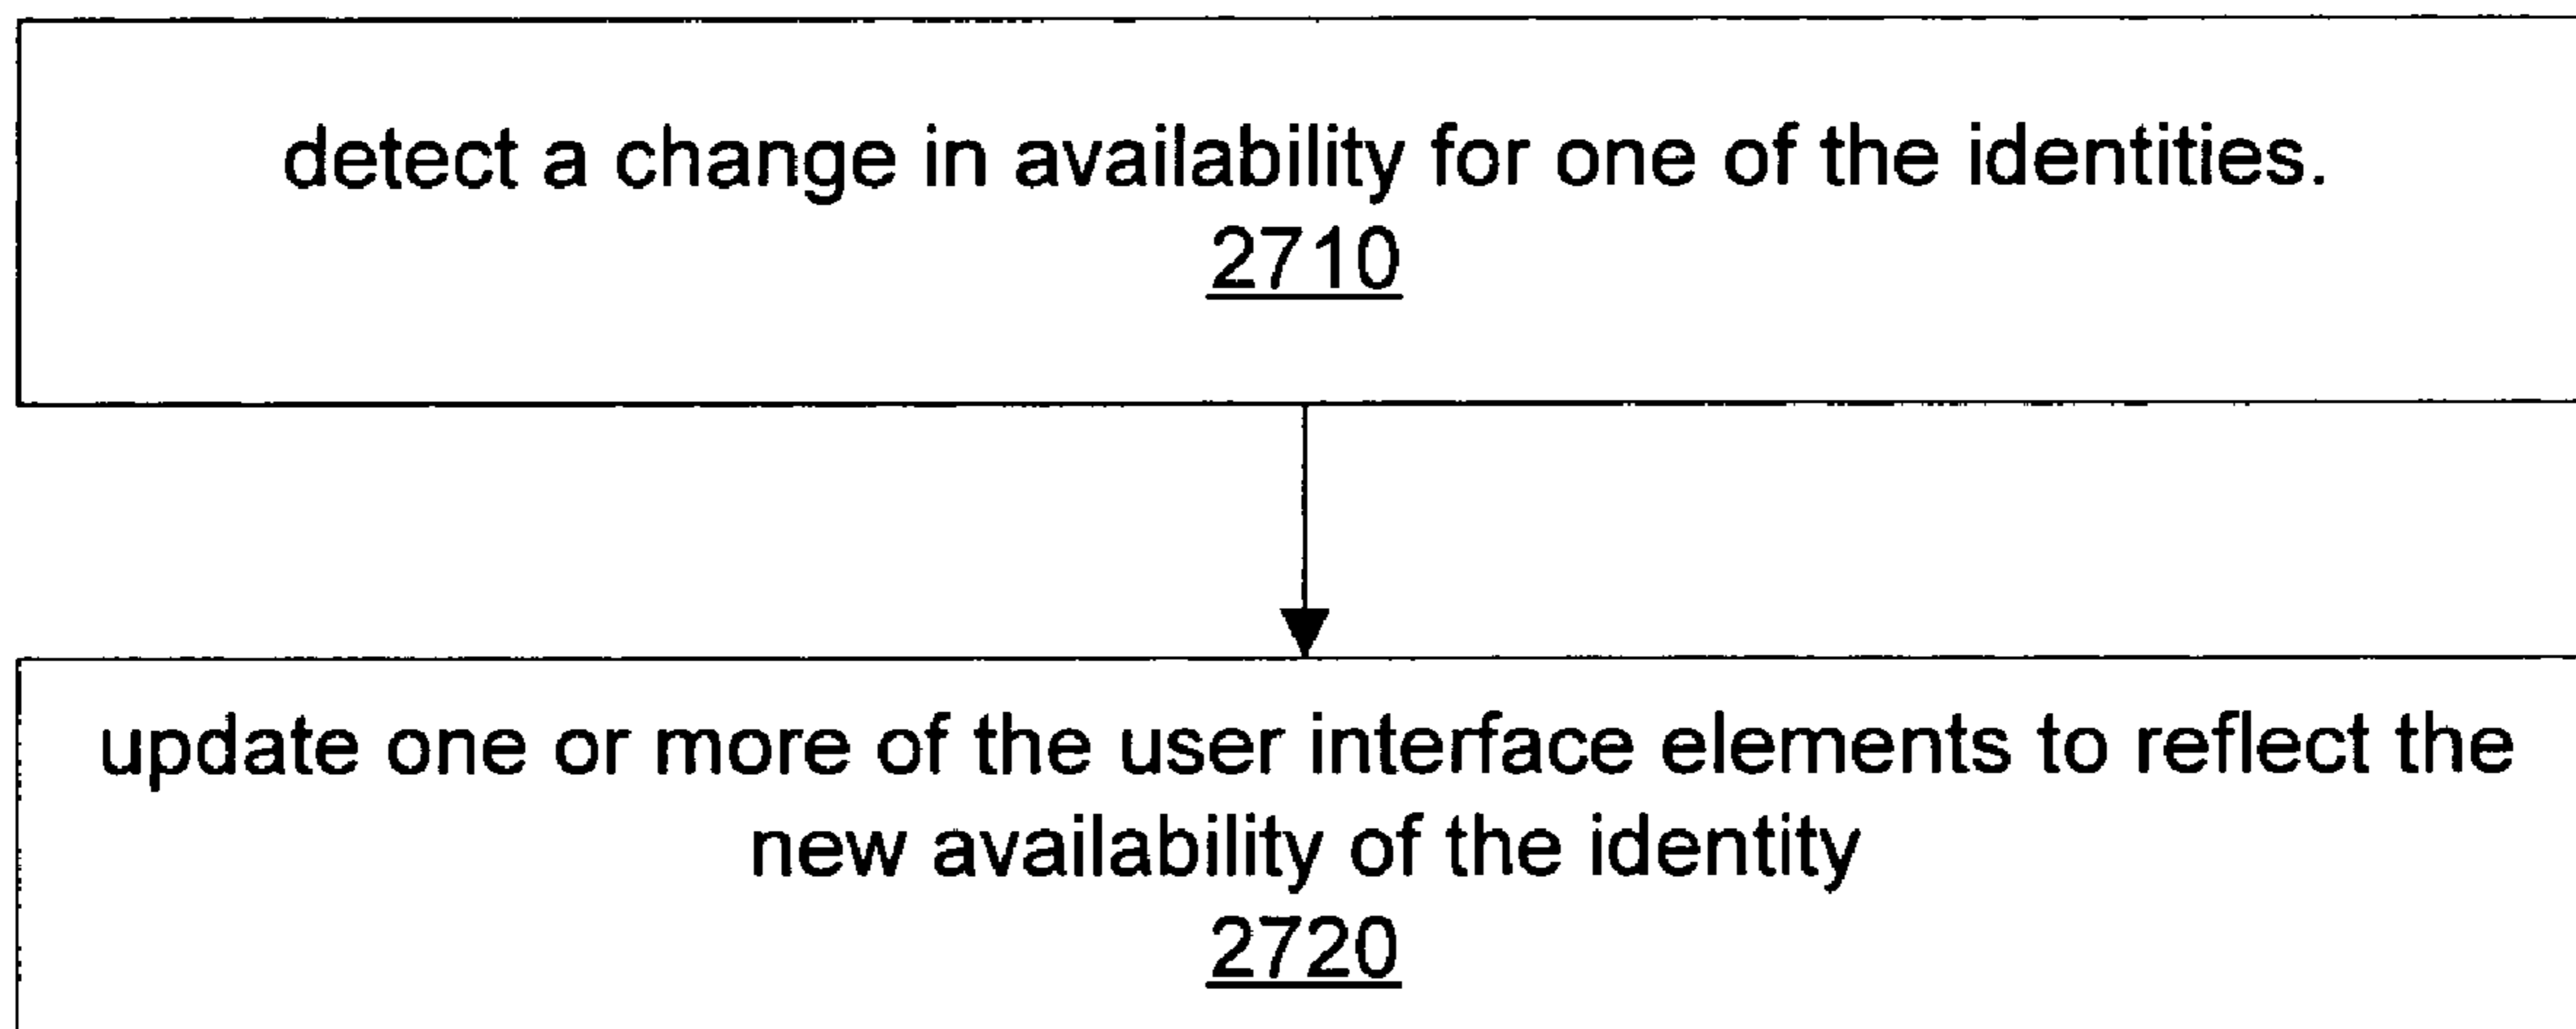 detect a change in availability for one of the identities.
2710
update one or more of the user interface elements to reflect the
new availability of the identity
2720